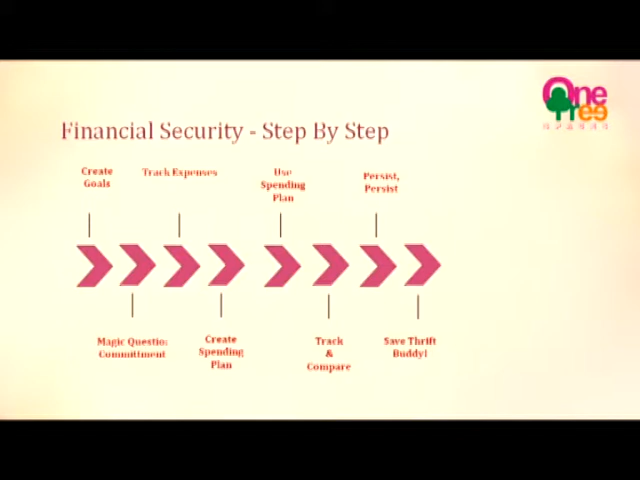 One
Tree
Financial Security - Step By Step
Create
Goals
Track Expenses
Use
Spending
Plan
Persist,
Persist
Magic Questio:
Committment
Create
Spending
Plan
Track
&
Compare
Save Thrift
Buddy!